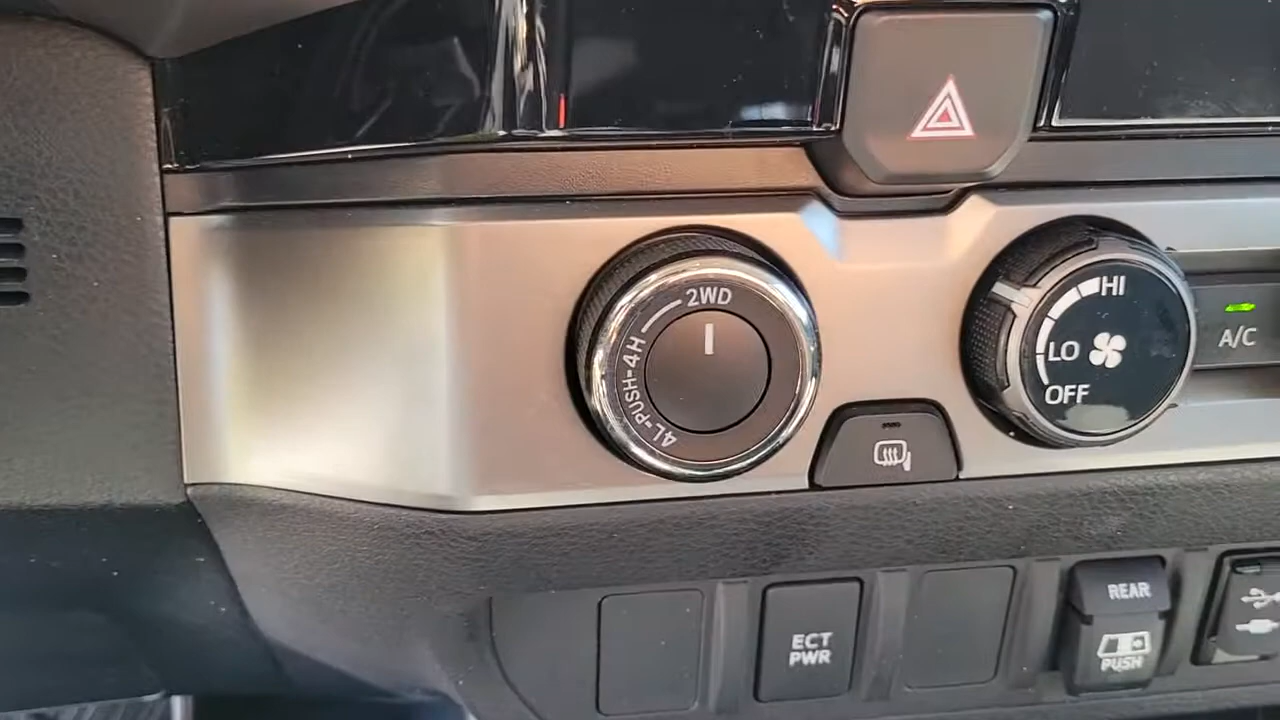 2WD
4L-PUSH-4H
HI
LO
OFF
A/C
ECT
PWR
REAR
PUSH